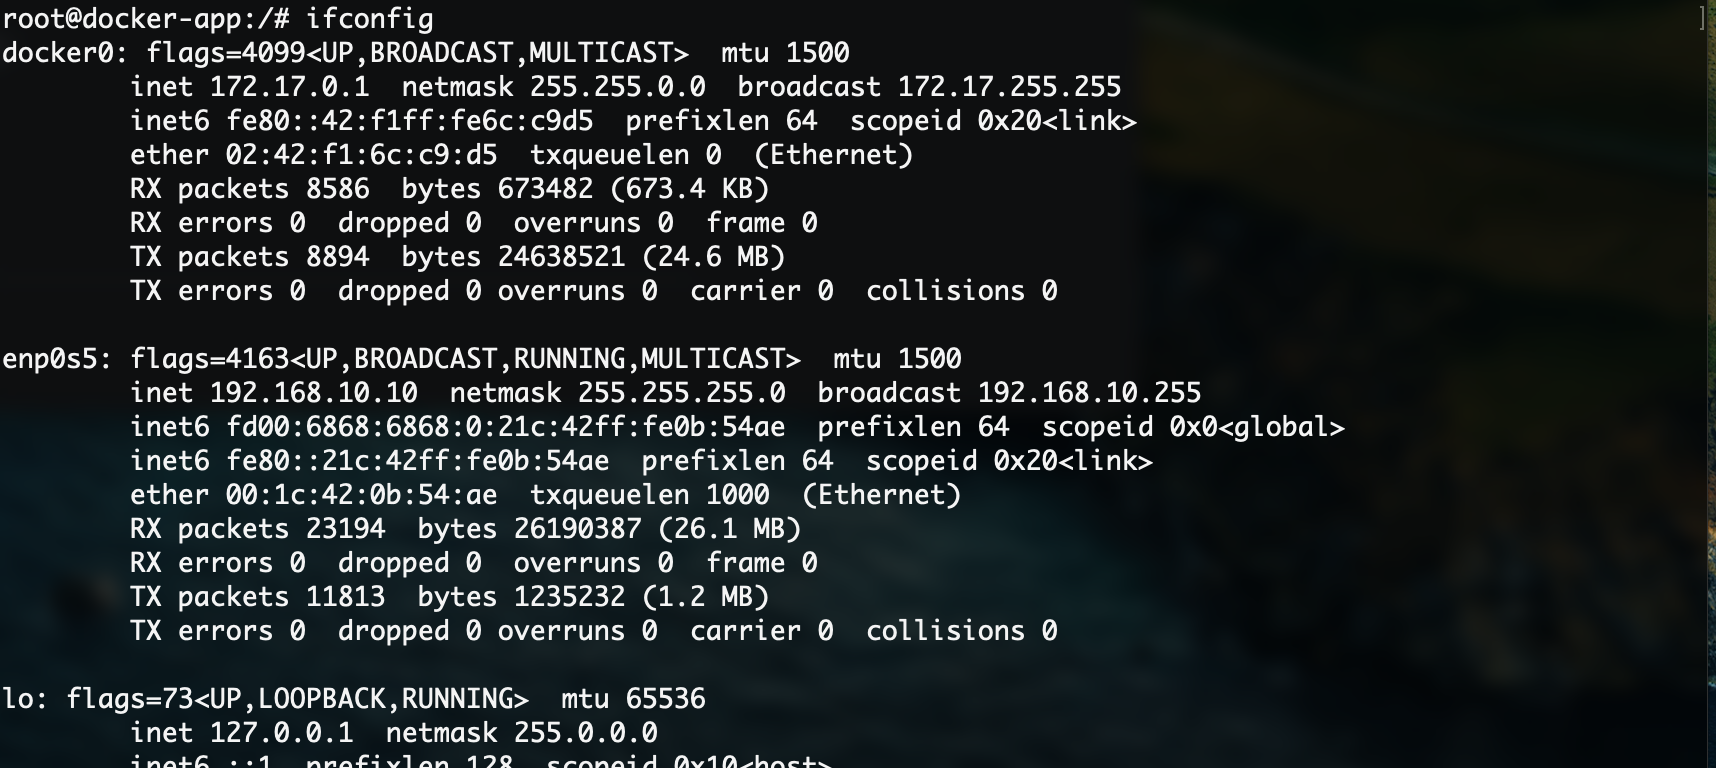 root@docker-app:/# ifconfig ]
docker0: flags=4099<UP,BROADCAST,MULTICAST>  mtu 1500
        inet 172.17.0.1  netmask 255.255.0.0  broadcast 172.17.255.255
        inet6 fe80::42:f1ff:fe6c:c9d5  prefixlen 64  scopeid 0x20<link>
        ether 02:42:f1:6c:c9:d5  txqueuelen 0  (Ethernet)
        RX packets 8586  bytes 673482 (673.4 KB)
        RX errors 0  dropped 0  overruns 0  frame 0
        TX packets 8894  bytes 24638521 (24.6 MB)
        TX errors 0  dropped 0 overruns 0  carrier 0  collisions 0

enp0s5: flags=4163<UP,BROADCAST,RUNNING,MULTICAST>  mtu 1500
        inet 192.168.10.10  netmask 255.255.255.0  broadcast 192.168.10.255
        inet6 fd00:6868:6868:0:21c:42ff:fe0b:54ae  prefixlen 64  scopeid 0x0<global>
        inet6 fe80::21c:42ff:fe0b:54ae  prefixlen 64  scopeid 0x20<link>
        ether 00:1c:42:0b:54:ae  txqueuelen 1000  (Ethernet)
        RX packets 23194  bytes 26190387 (26.1 MB)
        RX errors 0  dropped 0  overruns 0  frame 0
        TX packets 11813  bytes 1235232 (1.2 MB)
        TX errors 0  dropped 0 overruns 0  carrier 0  collisions 0

lo: flags=73<UP,LOOPBACK,RUNNING>  mtu 65536
        inet 127.0.0.1  netmask 255.0.0.0
        inet6 ::1  prefixlen 128  scopeid 0x10<host>